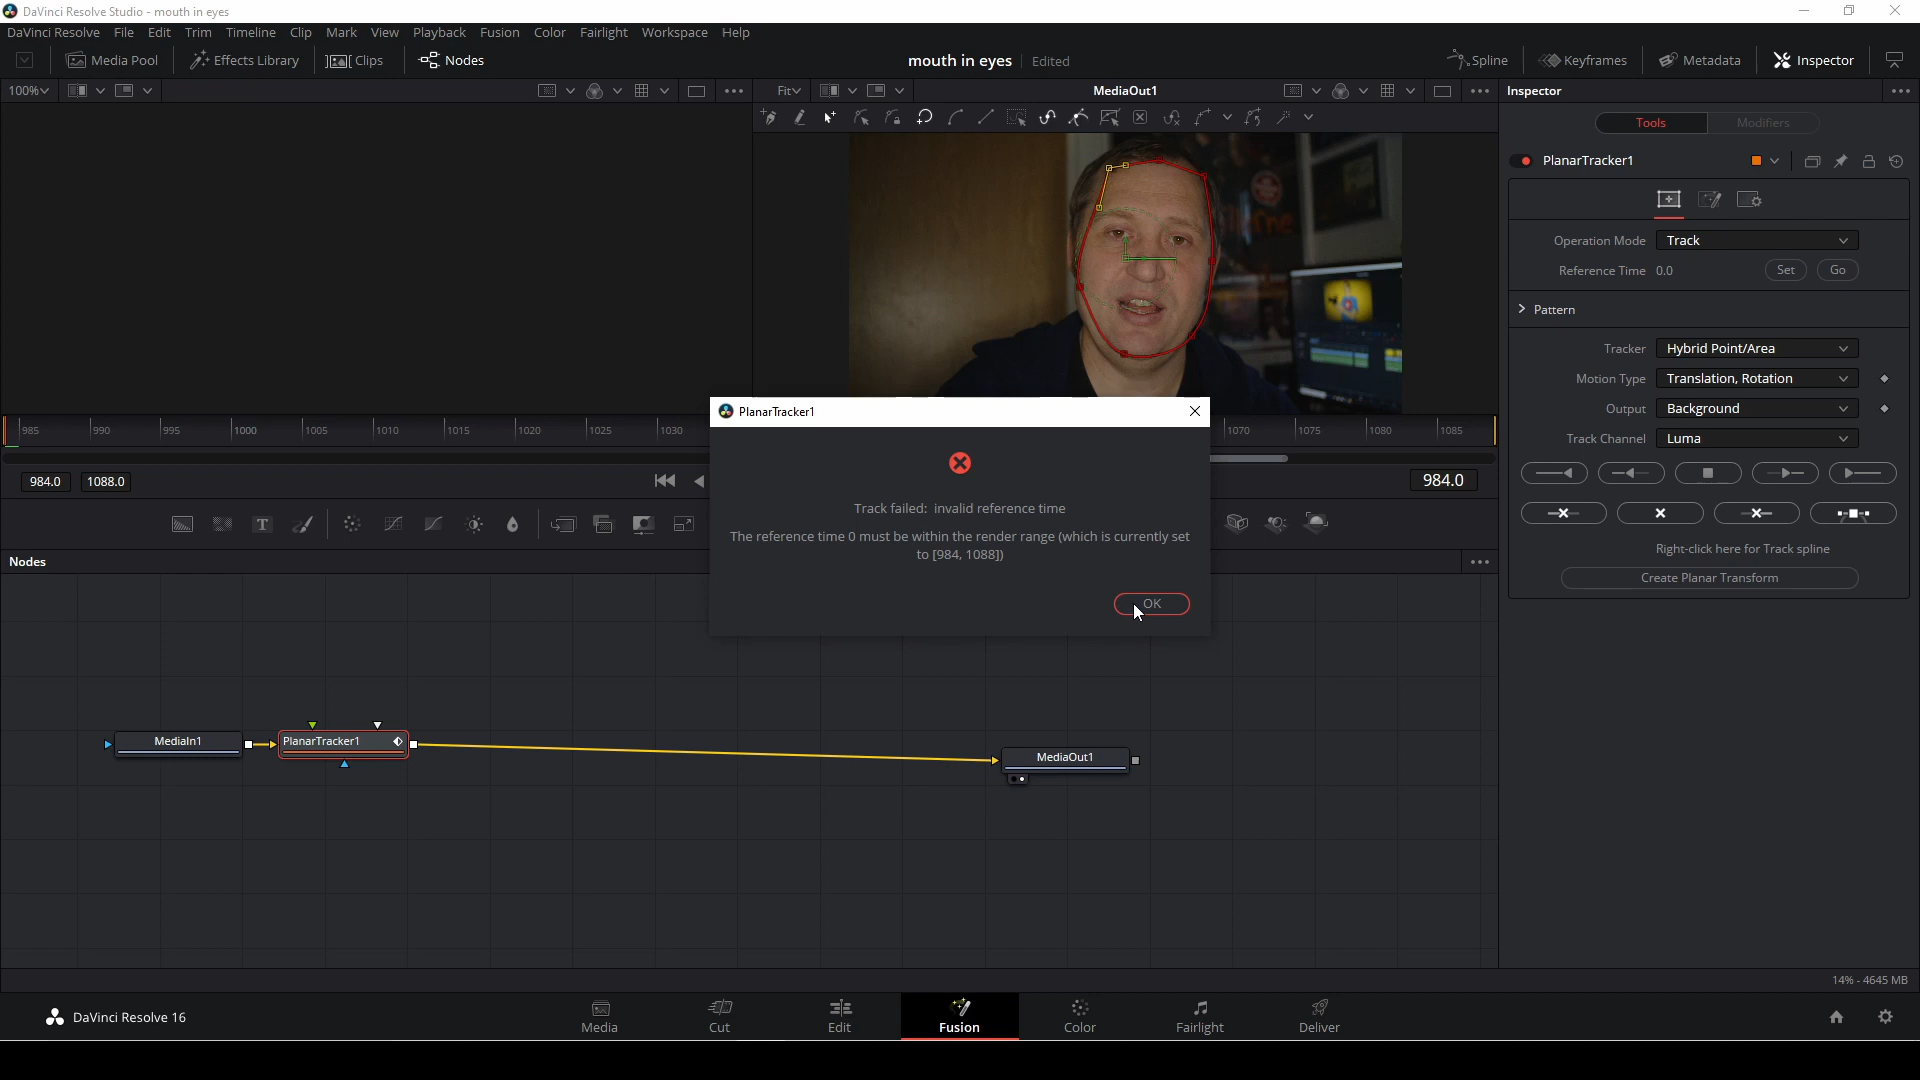 DaVinci Resolve Studio - mouth in eyes
DaVinci Resolve File Edit Trim Timeline Clip Mark View Playback Fusion Color Fairlight Workspace Help
Media Pool Effects Library Clips Nodes mouth in eyes Edited Spline Keyframes Metadata Inspector
100% Fit MediaOut1 Inspector
Tools Modifiers
PlanarTracker1
Operation Mode Track
Reference Time 0.0 Set Go
Pattern
Tracker Hybrid Point/Area
Motion Type Translation, Rotation
Output Background
Track Channel Luma
Right-click here for Track spline
Create Planar Transform
985 990 995 1000 1005 1010 1015 1020 1025 1030 1070 1075 1080 1085
984.0 1088.0 984.0
PlanarTracker1
Track failed: invalid reference time
The reference time 0 must be within the render range (which is currently set
to [984, 1088])
OK
Nodes
MediaIn1 PlanarTracker1 MediaOut1
14% - 4645 MB
DaVinci Resolve 16 Media Cut Edit Fusion Color Fairlight Deliver